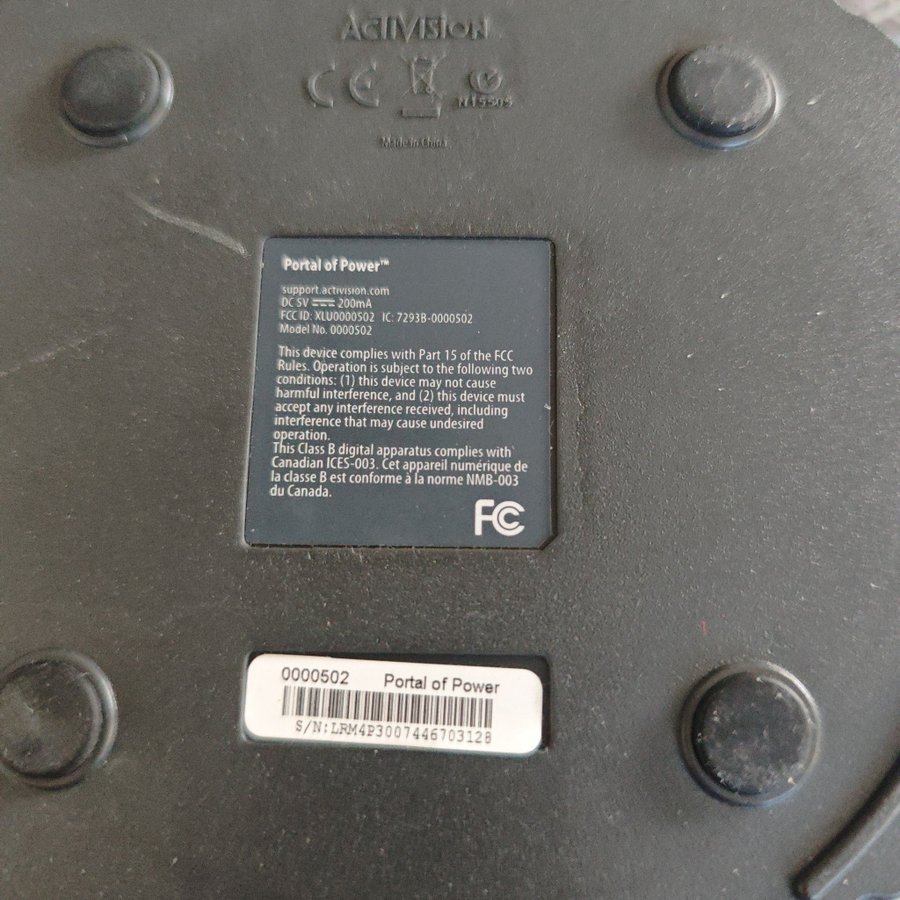 ACTIVISION
CE
N15505
Made in China
Portal of Power™
support.activision.com
DC 5V ⎓ 200mA
FCC ID: XLU0000502 IC: 7293B-0000502
Model No. 0000502
This device complies with Part 15 of the FCC
Rules. Operation is subject to the following two
conditions: (1) this device may not cause
harmful interference, and (2) this device must
accept any interference received, including
interference that may cause undesired
operation.
This Class B digital apparatus complies with
Canadian ICES-003. Cet appareil numérique de
la classe B est conforme à la norme NMB-003
du Canada.
FC
0000502 Portal of Power
S/N:LRM4P3007446703128